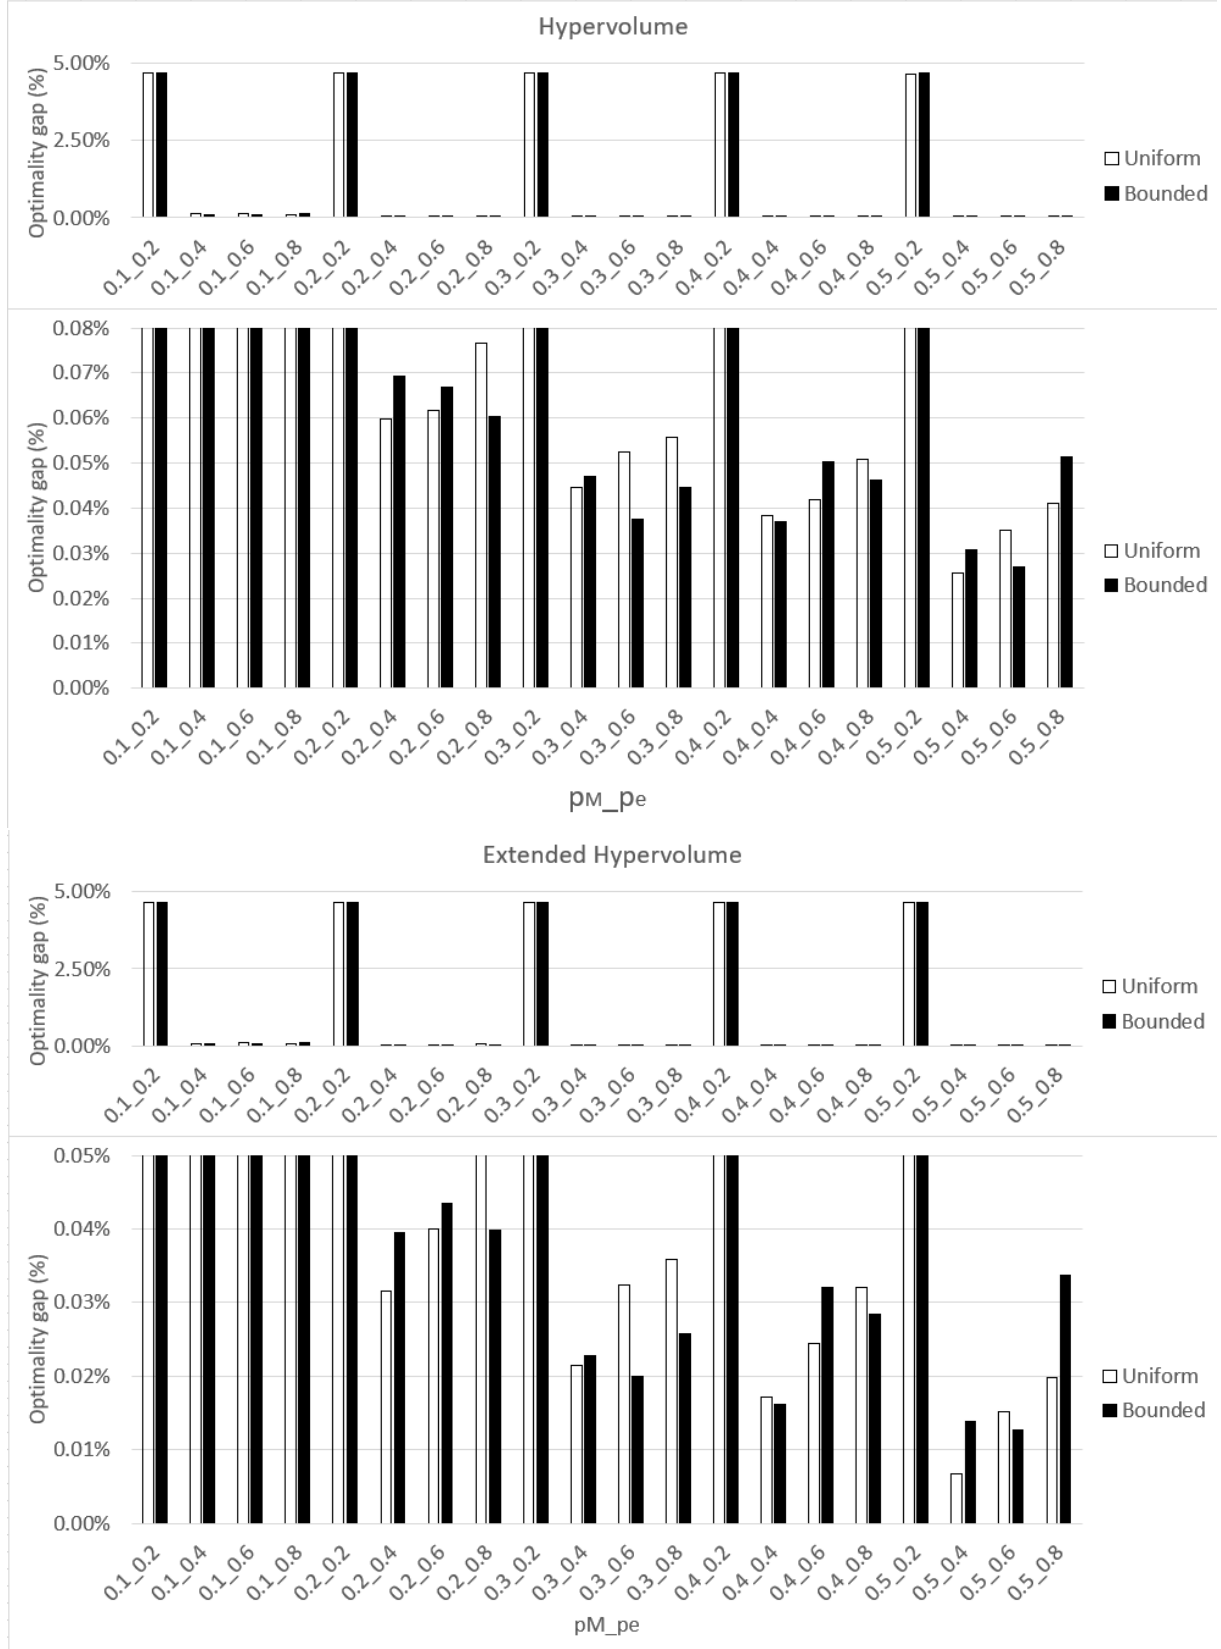 Hypervolume
Optimality gap (%)
5.00%
2.50%
0.00%
0.1_0.2 0.1_0.4 0.1_0.6 0.1_0.8 0.2_0.2 0.2_0.4 0.2_0.6 0.2_0.8 0.3_0.2 0.3_0.4 0.3_0.6 0.3_0.8 0.4_0.2 0.4_0.4 0.4_0.6 0.4_0.8 0.5_0.2 0.5_0.4 0.5_0.6 0.5_0.8
Uniform
Bounded
Optimality gap (%)
0.08%
0.07%
0.06%
0.05%
0.04%
0.03%
0.02%
0.01%
0.00%
0.1_0.2 0.1_0.4 0.1_0.6 0.1_0.8 0.2_0.2 0.2_0.4 0.2_0.6 0.2_0.8 0.3_0.2 0.3_0.4 0.3_0.6 0.3_0.8 0.4_0.2 0.4_0.4 0.4_0.6 0.4_0.8 0.5_0.2 0.5_0.4 0.5_0.6 0.5_0.8
Uniform
Bounded
pM_pe
Extended Hypervolume
Optimality gap (%)
5.00%
2.50%
0.00%
0.1_0.2 0.1_0.4 0.1_0.6 0.1_0.8 0.2_0.2 0.2_0.4 0.2_0.6 0.2_0.8 0.3_0.2 0.3_0.4 0.3_0.6 0.3_0.8 0.4_0.2 0.4_0.4 0.4_0.6 0.4_0.8 0.5_0.2 0.5_0.4 0.5_0.6 0.5_0.8
Uniform
Bounded
Optimality gap (%)
0.05%
0.04%
0.03%
0.02%
0.01%
0.00%
0.1_0.2 0.1_0.4 0.1_0.6 0.1_0.8 0.2_0.2 0.2_0.4 0.2_0.6 0.2_0.8 0.3_0.2 0.3_0.4 0.3_0.6 0.3_0.8 0.4_0.2 0.4_0.4 0.4_0.6 0.4_0.8 0.5_0.2 0.5_0.4 0.5_0.6 0.5_0.8
Uniform
Bounded
pM_pe